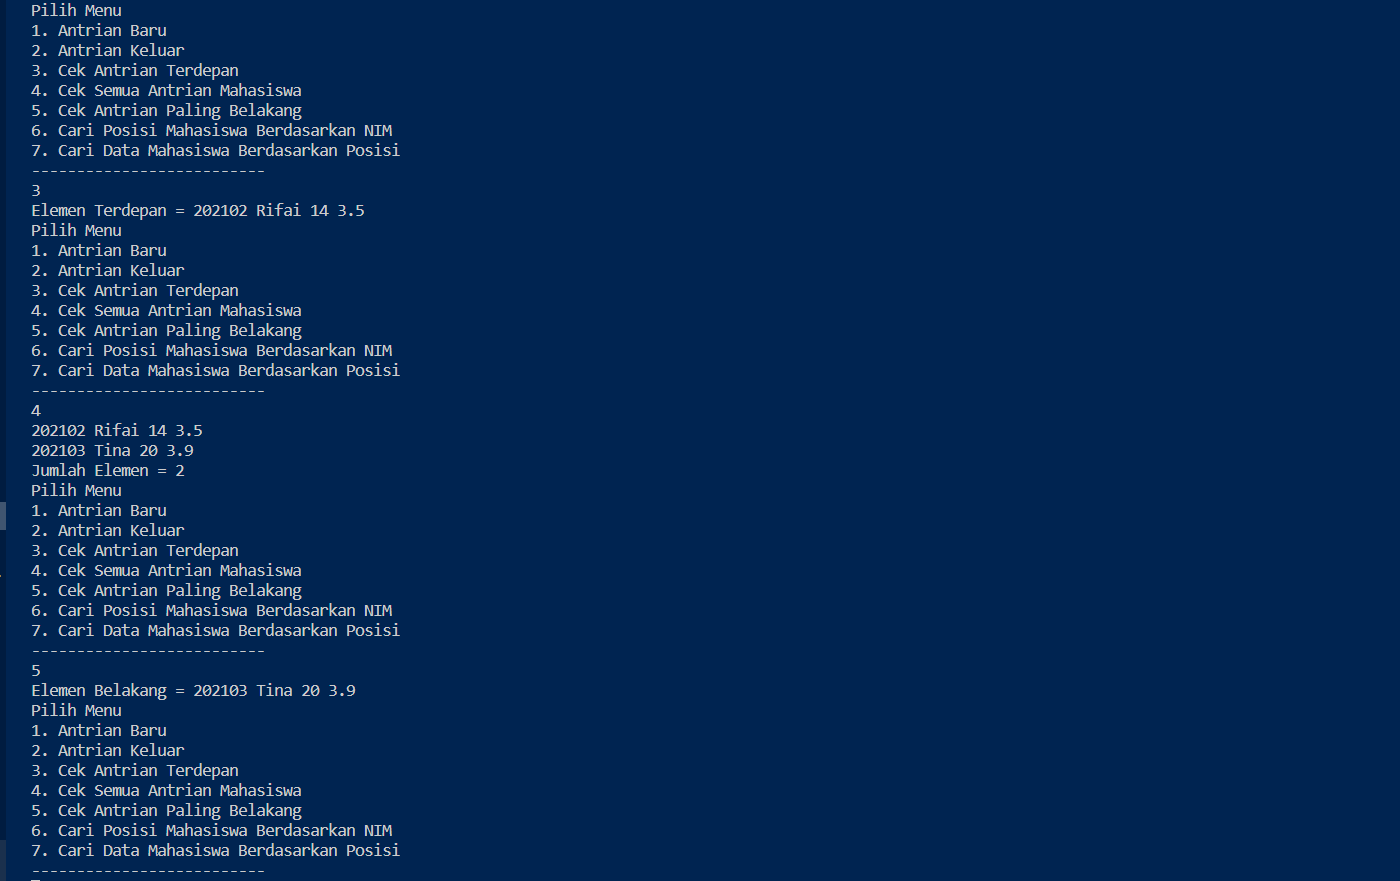 Pilih Menu
1. Antrian Baru
2. Antrian Keluar
3. Cek Antrian Terdepan
4. Cek Semua Antrian Mahasiswa
5. Cek Antrian Paling Belakang
6. Cari Posisi Mahasiswa Berdasarkan NIM
7. Cari Data Mahasiswa Berdasarkan Posisi
--------------------------
3
Elemen Terdepan = 202102 Rifai 14 3.5
Pilih Menu
1. Antrian Baru
2. Antrian Keluar
3. Cek Antrian Terdepan
4. Cek Semua Antrian Mahasiswa
5. Cek Antrian Paling Belakang
6. Cari Posisi Mahasiswa Berdasarkan NIM
7. Cari Data Mahasiswa Berdasarkan Posisi
--------------------------
4
202102 Rifai 14 3.5
202103 Tina 20 3.9
Jumlah Elemen = 2
Pilih Menu
1. Antrian Baru
2. Antrian Keluar
3. Cek Antrian Terdepan
4. Cek Semua Antrian Mahasiswa
5. Cek Antrian Paling Belakang
6. Cari Posisi Mahasiswa Berdasarkan NIM
7. Cari Data Mahasiswa Berdasarkan Posisi
--------------------------
5
Elemen Belakang = 202103 Tina 20 3.9
Pilih Menu
1. Antrian Baru
2. Antrian Keluar
3. Cek Antrian Terdepan
4. Cek Semua Antrian Mahasiswa
5. Cek Antrian Paling Belakang
6. Cari Posisi Mahasiswa Berdasarkan NIM
7. Cari Data Mahasiswa Berdasarkan Posisi
--------------------------